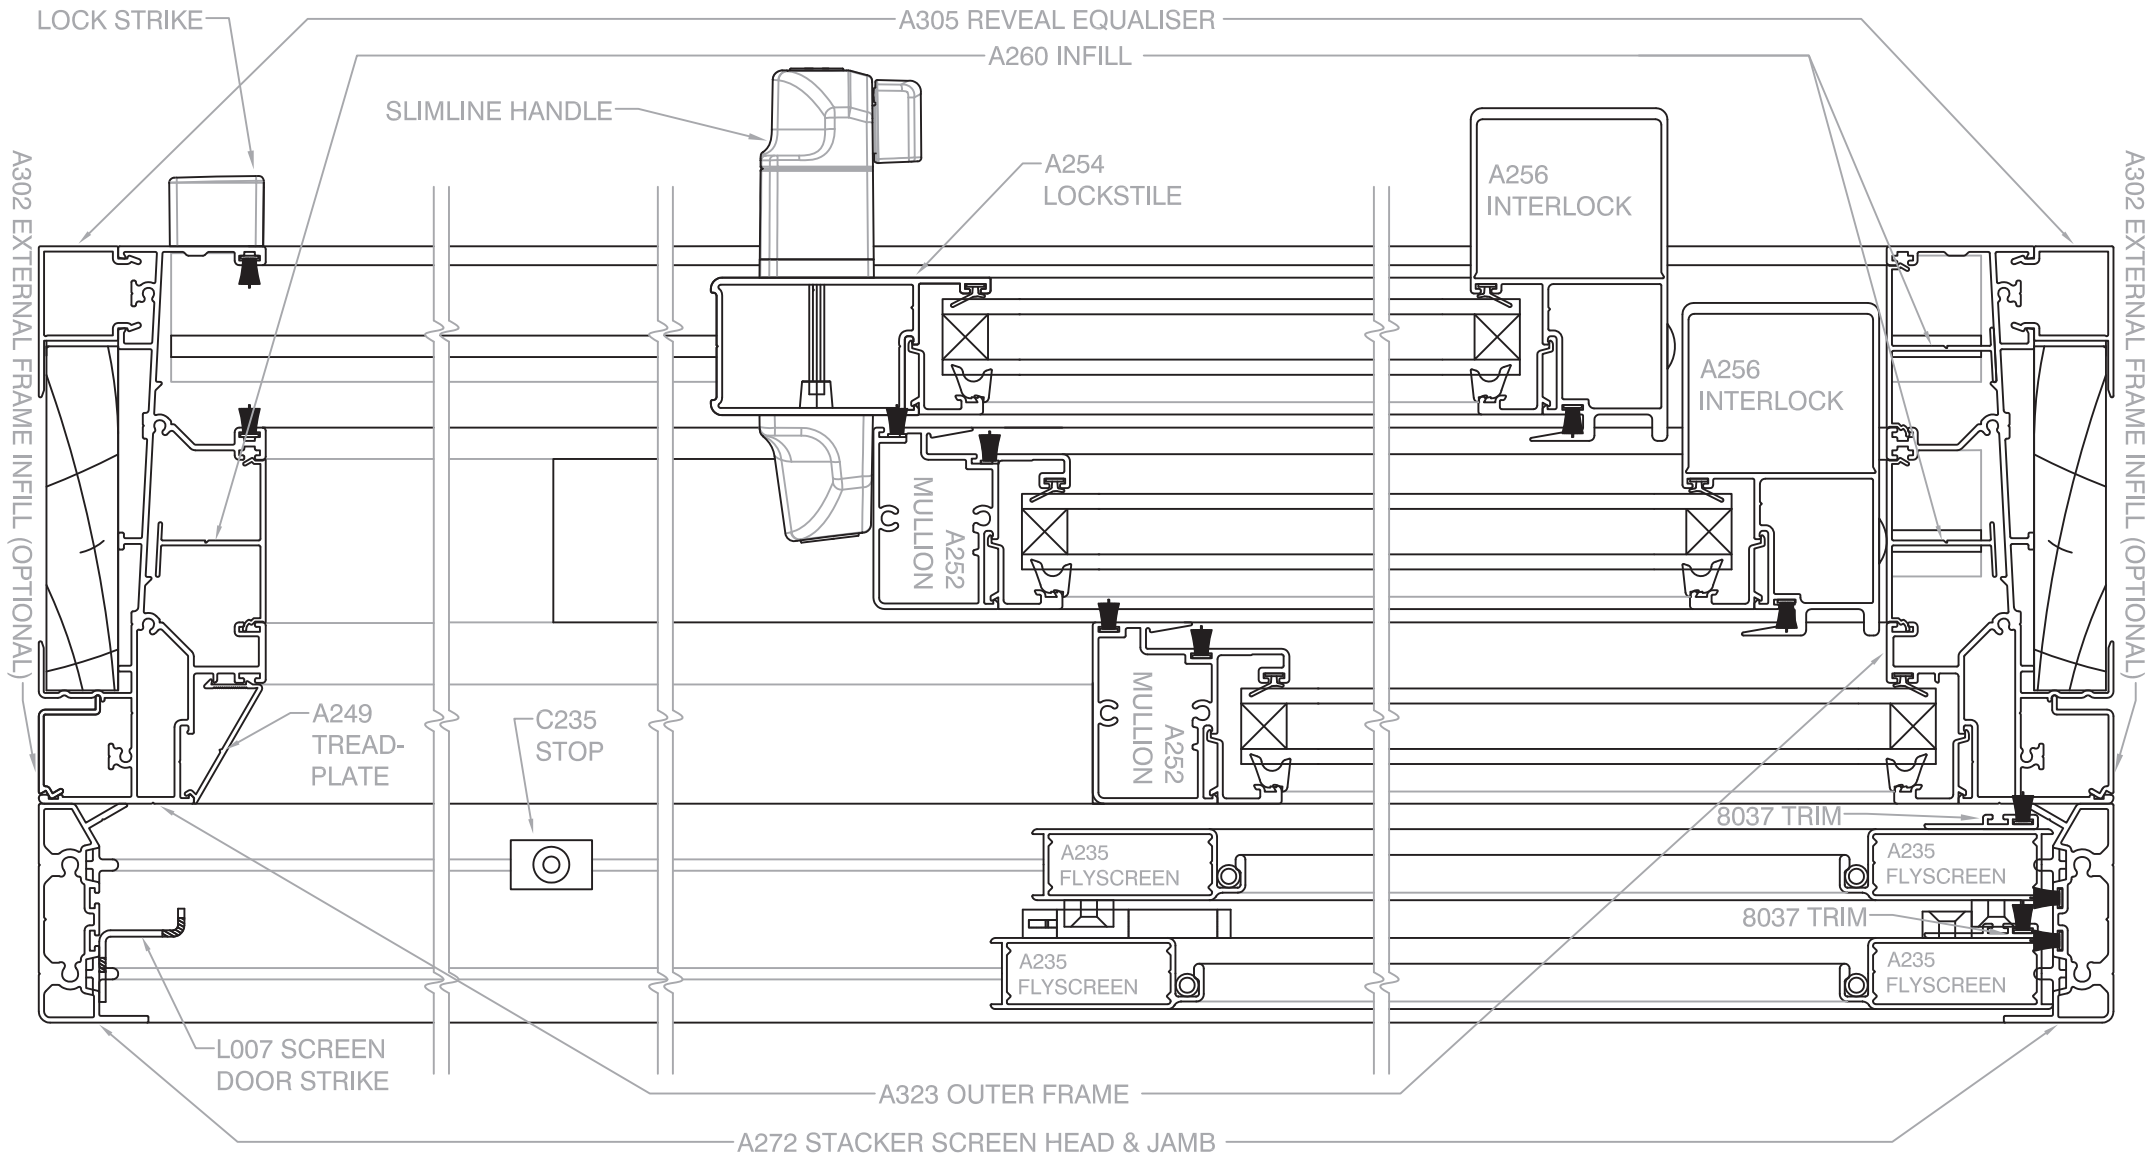 LOCK STRIKE
A305 REVEAL EQUALISER
A260 INFILL
SLIMLINE HANDLE
A254
LOCKSTILE
A256
INTERLOCK
A256
INTERLOCK
A302 EXTERNAL FRAME INFILL (OPTIONAL)
A302 EXTERNAL FRAME INFILL (OPTIONAL)
A252
MULLION
A252
MULLION
A249
TREAD-
PLATE
C235
STOP
8037 TRIM
A235
FLYSCREEN
A235
FLYSCREEN
8037 TRIM
A235
FLYSCREEN
A235
FLYSCREEN
L007 SCREEN
DOOR STRIKE
A323 OUTER FRAME
A272 STACKER SCREEN HEAD & JAMB